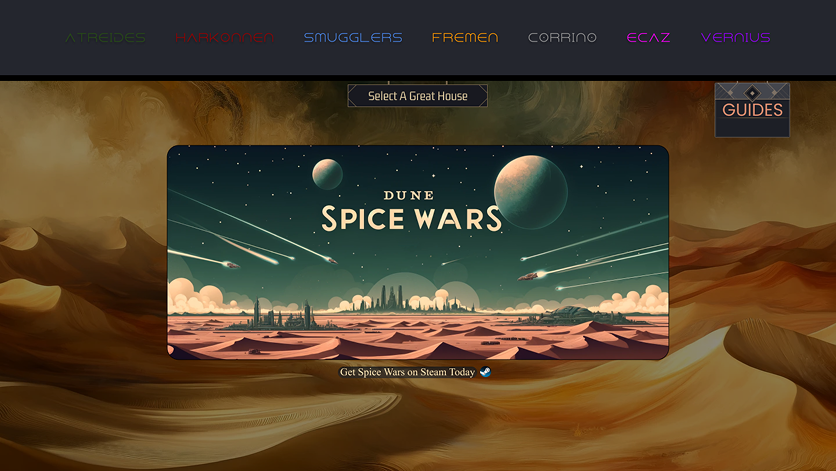 ATREIDES HARKONNEN SMUGGLERS FREMEN CORRINO ECAZ VERNIUS
Select A Great House
GUIDES
DUNE
SPICE WARS
Get Spice Wars on Steam Today